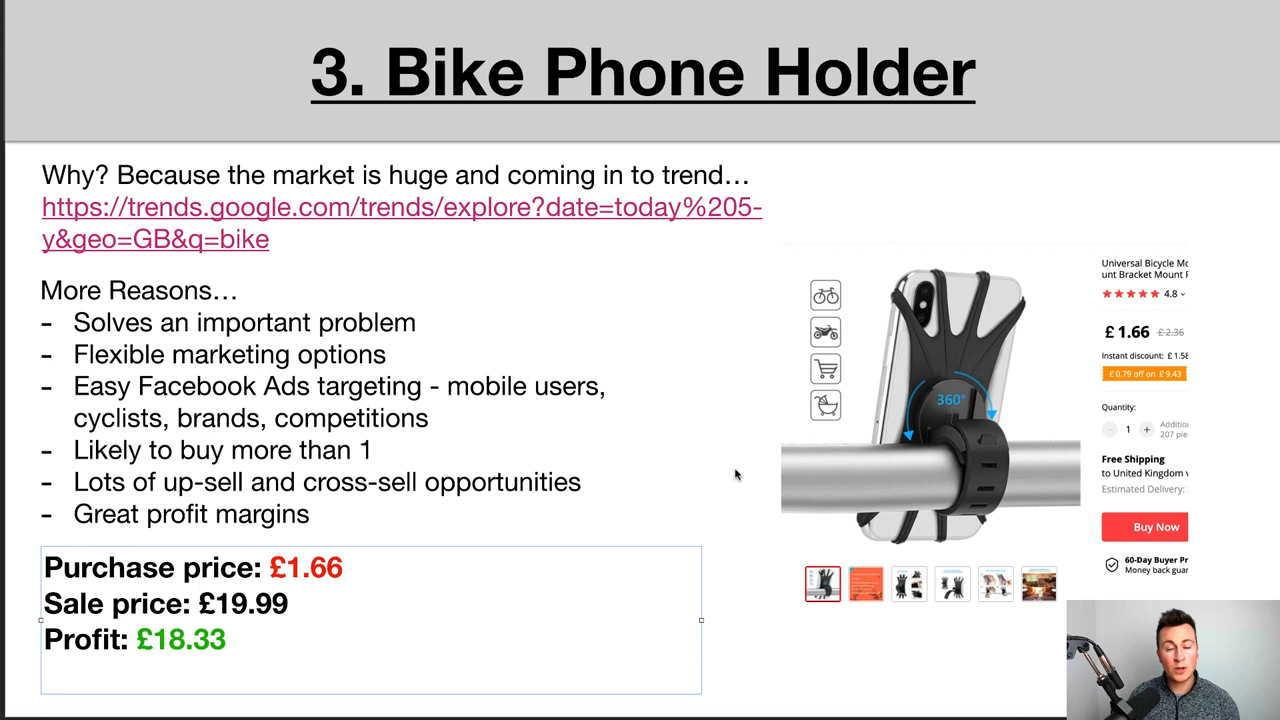 3. Bike Phone Holder
Why? Because the market is huge and coming in to trend…
https://trends.google.com/trends/explore?date=today%205-
y&geo=GB&q=bike
More Reasons…
- Solves an important problem
- Flexible marketing options
- Easy Facebook Ads targeting - mobile users,
cyclists, brands, competitions
- Likely to buy more than 1
- Lots of up-sell and cross-sell opportunities
- Great profit margins
Purchase price: £1.66
Sale price: £19.99
Profit: £18.33
360°
Universal Bicycle Mo
unt Bracket Mount
4.8
£ 1.66 £ 2.36
Instant discount: £ 1.58
£ 0.79 off on £ 9.43
Quantity:
- 1 + Additio
207 pie
Free Shipping
to United Kingdom
Estimated Delivery:
Buy Now
60-Day Buyer Pr
Money back guar